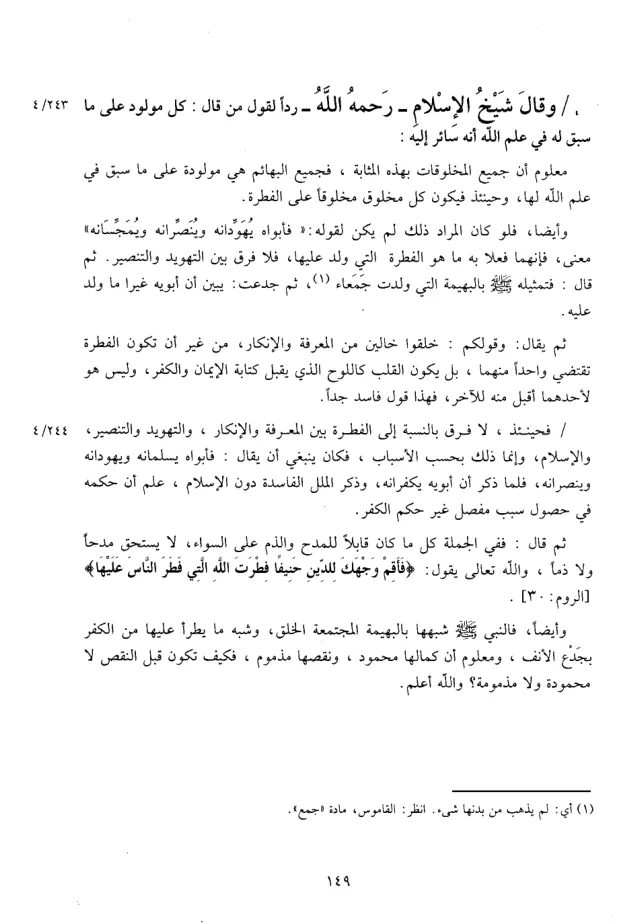 / وقالَ شَيْخُ الإسْلامِ ـ رَحمهُ اللَّهُ ـ رداً لقول من قال : كل مولود على ما ٤/٢٤٣
سبق له في علم اللّه أنه سَائر إليه :
معلوم أن جميع المخلوقات بهذه المثابة ، فجميع البهائم هي مولودة على ما سبق في
علم اللّه لها، وحينئذ فيكون كل مخلوق مخلوقاً على الفطرة.
وأيضا، فلو كان المراد ذلك لم يكن لقوله:« فأبواه يُهَوِّدانه ويُنَصِّرانه ويُمَجِّسَانه»
معنى، فإنهما فعلا به ما هو الفطرة التي ولد عليها، فلا فرق بين التهويد والتنصير. ثم
قال : فتمثيله ﷺ بالبهيمة التي ولدت جَمَعاء (١)، ثم جدعت: يبين أن أبويه غيرا ما ولد
عليه.
ثم يقال: وقولكم : خلقوا خالين من المعرفة والإنكار، من غير أن تكون الفطرة
تقتضي واحداً منهما ، بل يكون القلب كاللوح الذي يقبل كتابة الإيمان والكفر، وليس هو
لأحدهما أقبل منه للآخر، فهذا قول فاسد جداً.
/ فحينئذ ، لا فرق بالنسبة إلى الفطرة بين المعرفة والإنكار ، والتهويد والتنصير، ٤/٢٤٤
والإسلام، وإنما ذلك بحسب الأسباب ، فكان ينبغي أن يقال : فأبواه يسلمانه ويهودانه
وينصرانه، فلما ذكر أن أبويه يكفرانه، وذكر الملل الفاسدة دون الإسلام ، علم أن حكمه
في حصول سبب مفصل غير حكم الكفر.
ثم قال : ففي الجملة كل ما كان قابلاً للمدح والذم على السواء، لا يستحق مدحاً
ولا ذماً ، واللّه تعالى يقول: ﴿فَأَقِمْ وَجْهَكَ لِلدِّينِ حَنِيفًا فِطْرَتَ اللَّهِ الَّتِي فَطَرَ النَّاسَ عَلَيْهَا﴾
[الروم: ٣٠] .
وأيضاً، فالنبي ﷺ شبهها بالبهيمة المجتمعة الخلق، وشبه ما يطرأ عليها من الكفر
بجَدْع الأنف ، ومعلوم أن كمالها محمود ، ونقصها مذموم ، فكيف تكون قبل النقص لا
محمودة ولا مذمومة؟ واللّه أعلم.
(١) أي: لم يذهب من بدنها شىء. انظر: القاموس، مادة «جمع».
١٤٩